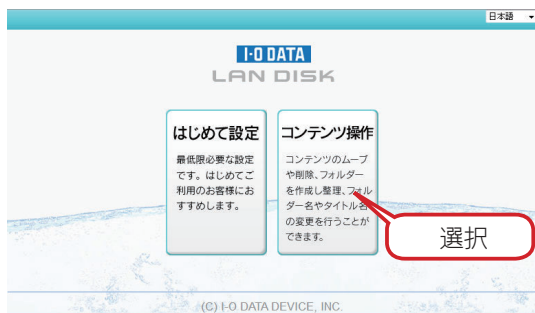 日本語
I-O DATA
LAN DISK
はじめて設定
最低限必要な設定
です。はじめてご
利用のお客様にお
すすめします。
コンテンツ操作
コンテンツのムーブ
や削除、フォルダー
を作成し整理、フォル
ダー名やタイトル名
の変更を行うことが
できます。
選択
(C) I-O DATA DEVICE, INC.